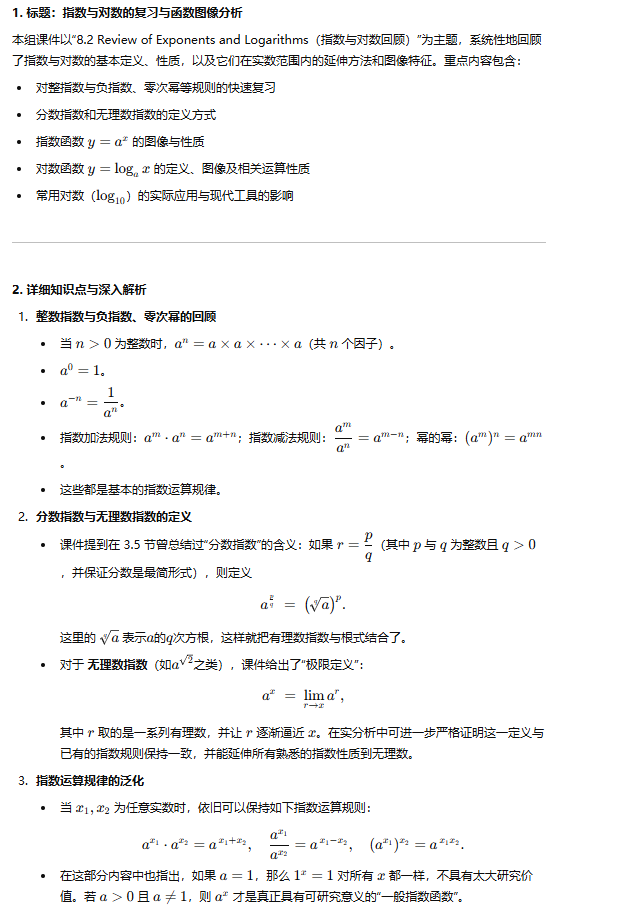 1. 标题：指数与对数的复习与函数图像分析
本组课件以“8.2 Review of Exponents and Logarithms（指数与对数回顾）”为主题，系统性地回顾
了指数与对数的基本定义、性质，以及它们在实数范围内的延伸方法和图像特征。重点内容包含：
• 对整指数与负指数、零次幂等规则的快速复习
• 分数指数和无理数指数的定义方式
• 指数函数 y = a^x 的图像与性质
• 对数函数 y = log_a x 的定义、图像及相关运算性质
• 常用对数（log_10）的实际应用与现代工具的影响
2. 详细知识点与深入解析
1. 整数指数与负指数、零次幂的回顾
• 当 n > 0 为整数时，a^n = a × a × ⋯ × a（共 n 个因子）。
• a^0 = 1。
• a^{-n} = \frac{1}{a^n}。
• 指数加法规则：a^m · a^n = a^{m+n}；指数减法规则：\frac{a^m}{a^n} = a^{m-n}；幂的幂：(a^m)^n = a^{mn}
。
• 这些都是基本的指数运算规律。
2. 分数指数与无理数指数的定义
• 课件提到在 3.5 节曾总结过“分数指数”的含义：如果 r = \frac{p}{q}（其中 p 与 q 为整数且 q > 0
，并保证分数是最简形式），则定义
a^{\frac{p}{q}} = (\sqrt[q]{a})^p.
这里的 \sqrt[q]{a} 表示a的q次方根，这样就把有理数指数与根式结合了。
• 对于 无理数指数（如a^{\sqrt{2}}之类），课件给出了“极限定义”：
a^x = \lim_{r→x} a^r,
其中 r 取的是一系列有理数，并让 r 逐渐逼近 x。在实分析中可进一步严格证明这一定义与
已有的指数规则保持一致，并能延伸所有熟悉的指数性质到无理数。
3. 指数运算规律的泛化
• 当 x_1, x_2 为任意实数时，依旧可以保持如下指数运算规则：
a^{x_1} · a^{x_2} = a^{x_1+x_2}, \frac{a^{x_1}}{a^{x_2}} = a^{x_1-x_2}, (a^{x_1})^{x_2} = a^{x_1x_2}.
• 在这部分内容中也指出，如果 a = 1，那么 1^x = 1 对所有 x 都一样，不具有太大研究价
值。若 a > 0 且 a ≠ 1，则 a^x 才是真正具有可研究意义的“一般指数函数”。